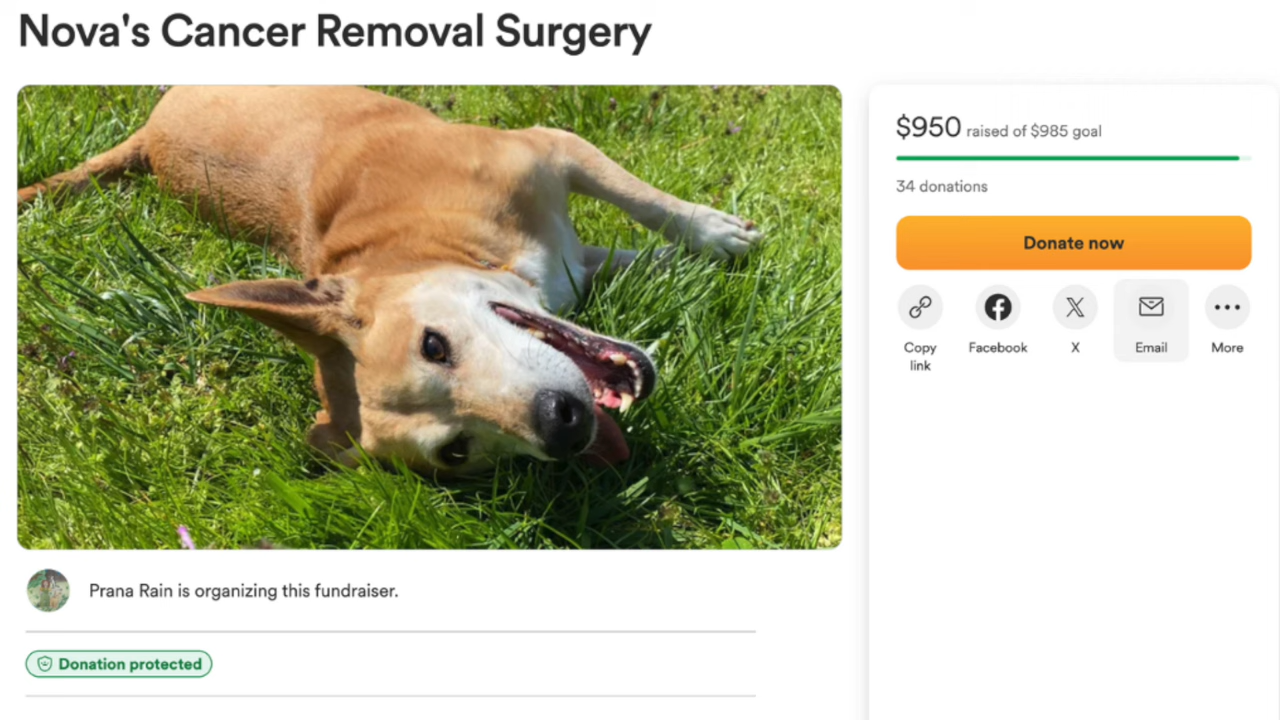 Nova's Cancer Removal Surgery
$950 raised of $985 goal
34 donations
Donate now
Copy link
Facebook
X
Email
More
Prana Rain is organizing this fundraiser.
Donation protected